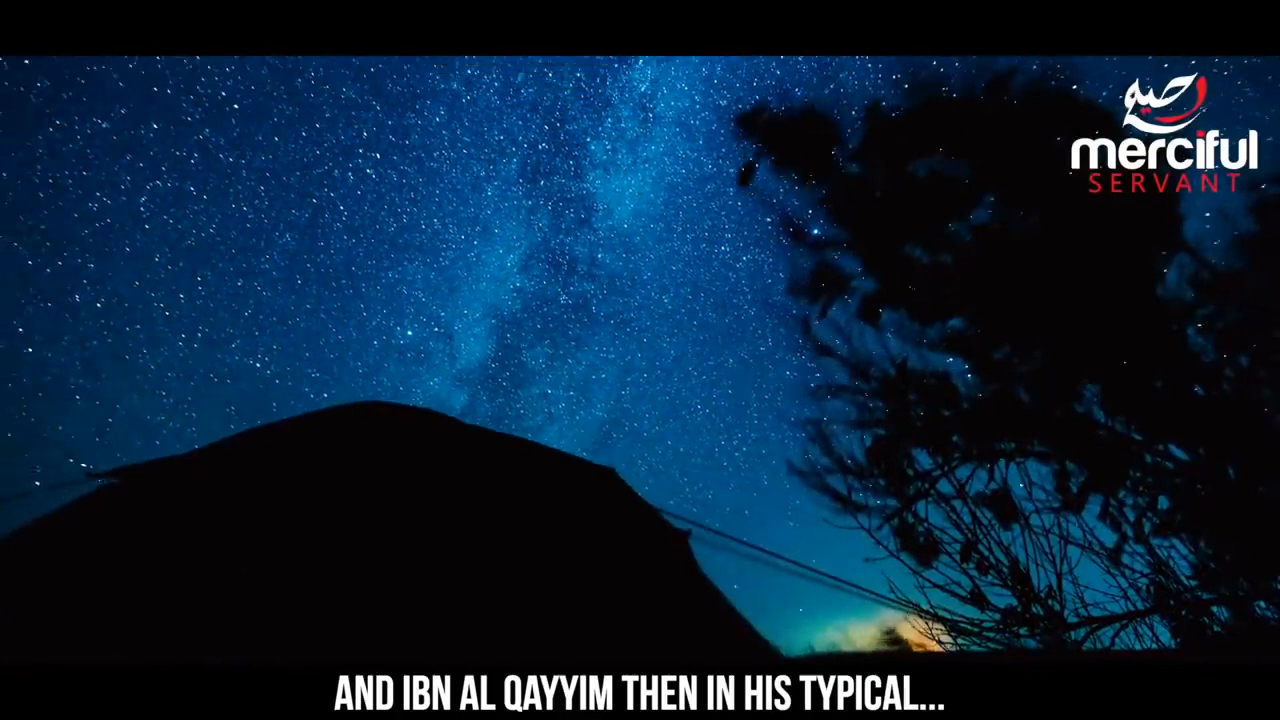 merciful
SERVANT
AND IBN AL QAYYIM THEN IN HIS TYPICAL...